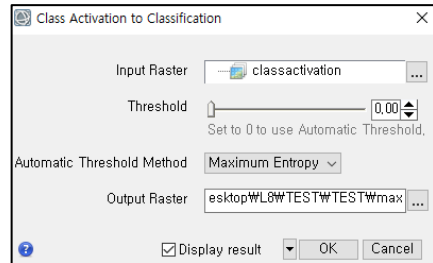 Class Activation to Classification
Input Raster classactivation ...
Threshold 0,00
Set to 0 to use Automatic Threshold,
Automatic Threshold Method Maximum Entropy
Output Raster esktop₩L8₩TEST₩TEST₩max ...
? Display result OK Cancel